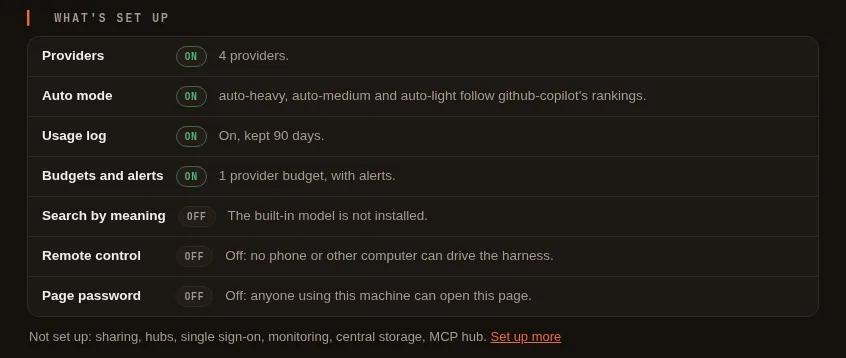 WHAT'S SET UP
Providers ON 4 providers.
Auto mode ON auto-heavy, auto-medium and auto-light follow github-copilot's rankings.
Usage log ON On, kept 90 days.
Budgets and alerts ON 1 provider budget, with alerts.
Search by meaning OFF The built-in model is not installed.
Remote control OFF Off: no phone or other computer can drive the harness.
Page password OFF Off: anyone using this machine can open this page.
Not set up: sharing, hubs, single sign-on, monitoring, central storage, MCP hub. Set up more